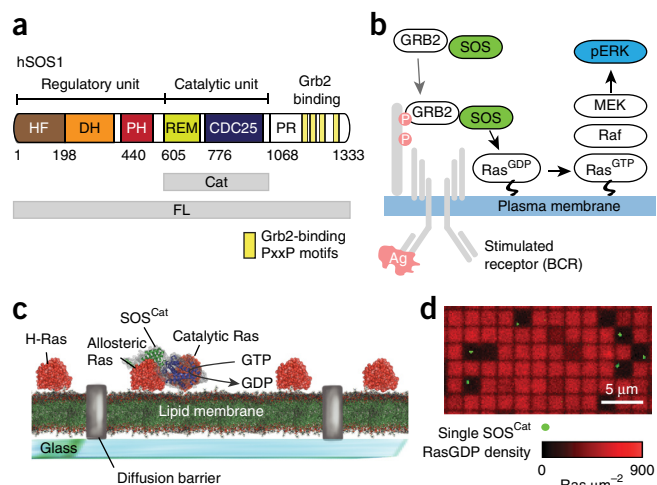 a
hSOS1
Regulatory unit
Catalytic unit
Grb2
binding
HF
DH
PH
REM
CDC25
PR
1
198
440
605
776
1068
1333
Cat
FL
Grb2-binding
PxxP motifs
b
GRB2
SOS
pERK
P
P
GRB2
SOS
MEK
Raf
RasGDP
RasGTP
Plasma membrane
Ag
Stimulated
receptor (BCR)
c
SOSCat
H-Ras
Allosteric
Ras
Catalytic Ras
GTP
GDP
Lipid membrane
Glass
Diffusion barrier
d
5 μm
Single SOSCat
RasGDP density
0
900
Ras μm−2